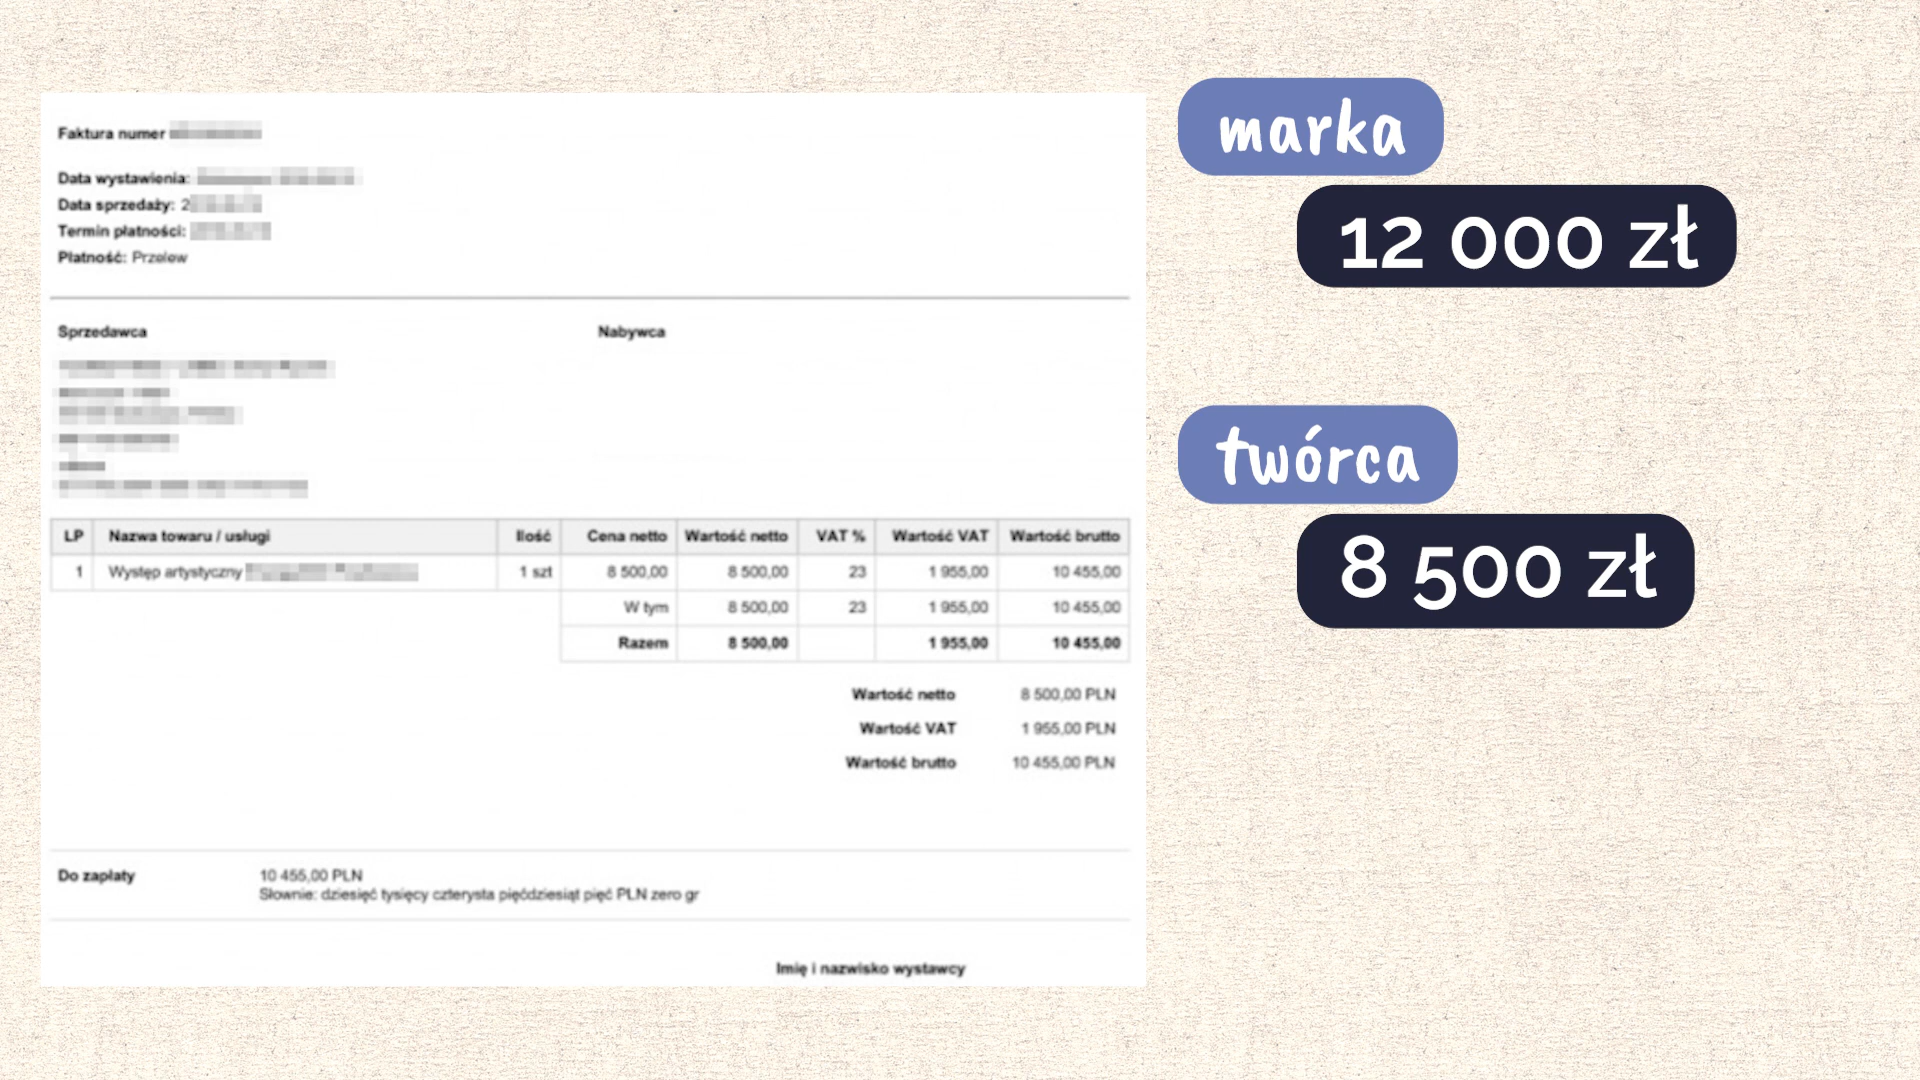 Faktura numer
Data wystawienia:
Data sprzedaży: 2
Termin płatności:
Płatność: Przelew
Sprzedawca
Nabywca
LP Nazwa towaru / usługi Ilość Cena netto Wartość netto VAT % Wartość VAT Wartość brutto
1 Występ artystyczny 1 szt 8 500,00 8 500,00 23 1 955,00 10 455,00
W tym 8 500,00 23 1 955,00 10 455,00
Razem 8 500,00 1 955,00 10 455,00
Wartość netto 8 500,00 PLN
Wartość VAT 1 955,00 PLN
Wartość brutto 10 455,00 PLN
Do zapłaty 10 455,00 PLN
Słownie: dziesięć tysięcy czterysta pięćdziesiąt pięć PLN zero gr
Imię i nazwisko wystawcy
marka
12 000 zł
twórca
8 500 zł